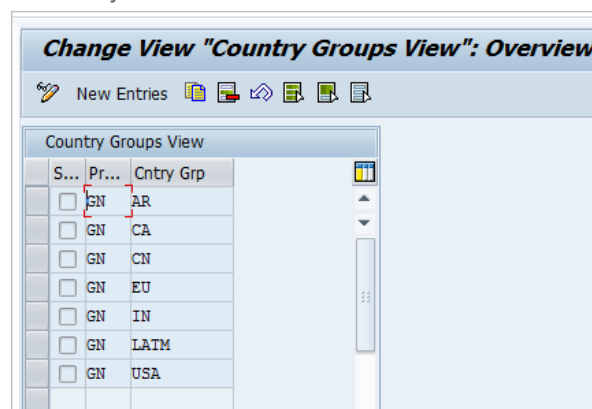 Change View "Country Groups View": Overview
New Entries
Country Groups View
S... Pr... Cntry Grp
GN AR
GN CA
GN CN
GN EU
GN IN
GN LATM
GN USA